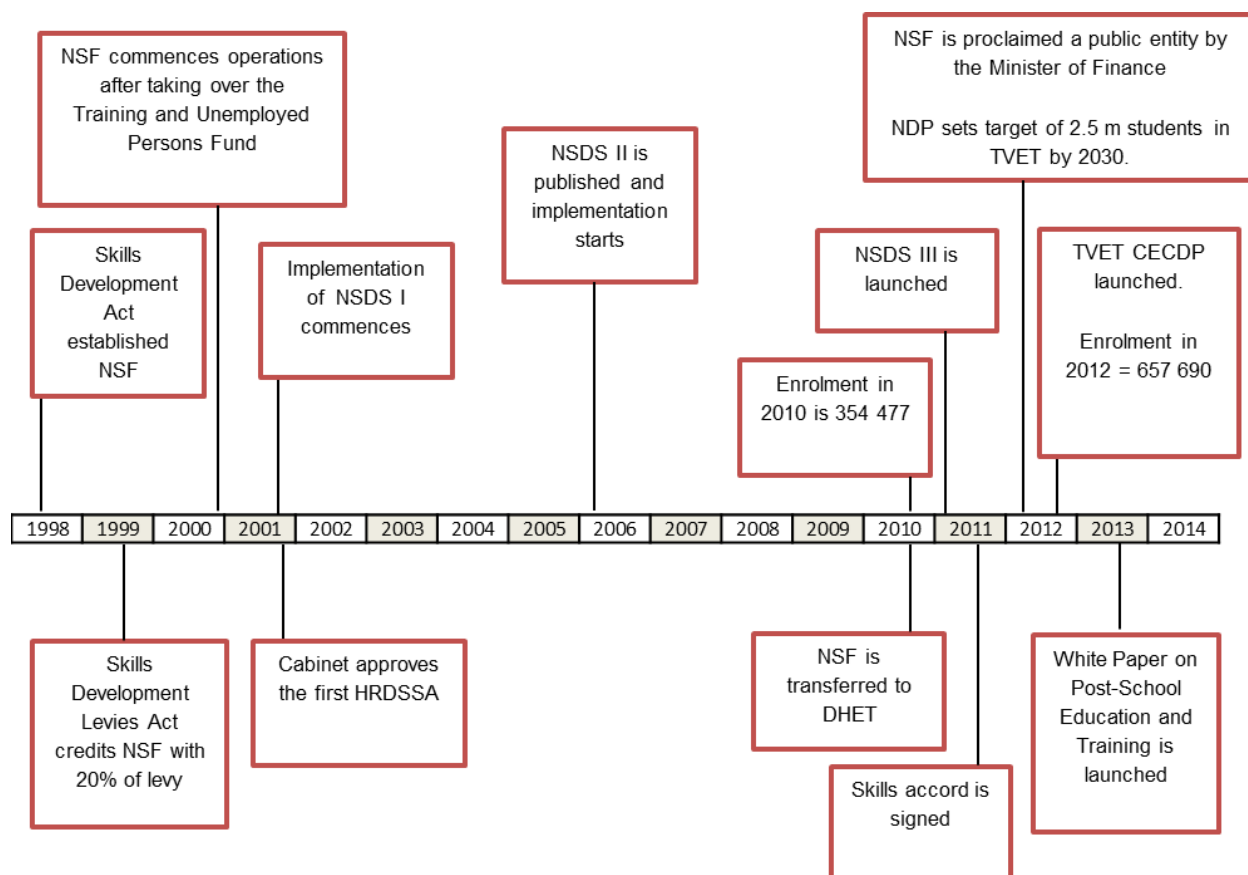 NSF commences operations
after taking over the
Training and Unemployed
Persons Fund
NSF is proclaimed a public entity by
the Minister of Finance
NDP sets target of 2.5 m students in
TVET by 2030.
NSDS II is
published and
implementation
starts
Skills
Development
Act
established
NSF
Implementation
of NSDS I
commences
NSDS III is
launched
TVET CECDP
launched.
Enrolment in
2012 = 657 690
Enrolment in
2010 is 354 477
1998 1999 2000 2001 2002 2003 2004 2005 2006 2007 2008 2009 2010 2011 2012 2013 2014
Skills
Development
Levies Act
credits NSF with
20% of levy
Cabinet approves
the first HRDSSA
NSF is
transferred to
DHET
White Paper on
Post-School
Education and
Training is
launched
Skills accord is
signed